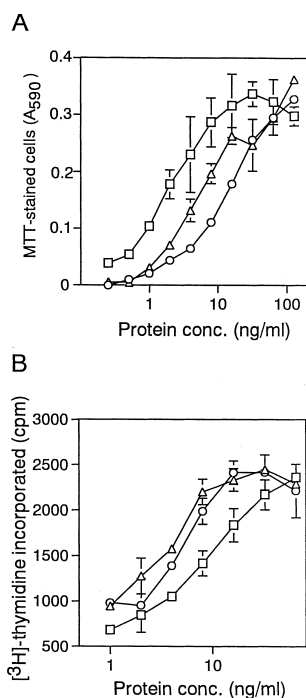 A
MTT-stained cells (A590)
0.4
0.3
0.2
0.1
0
1
10
100
Protein conc. (ng/ml)
B
[3H]-thymidine incorporated (cpm)
3000
2500
2000
1500
1000
500
1
10
Protein conc. (ng/ml)